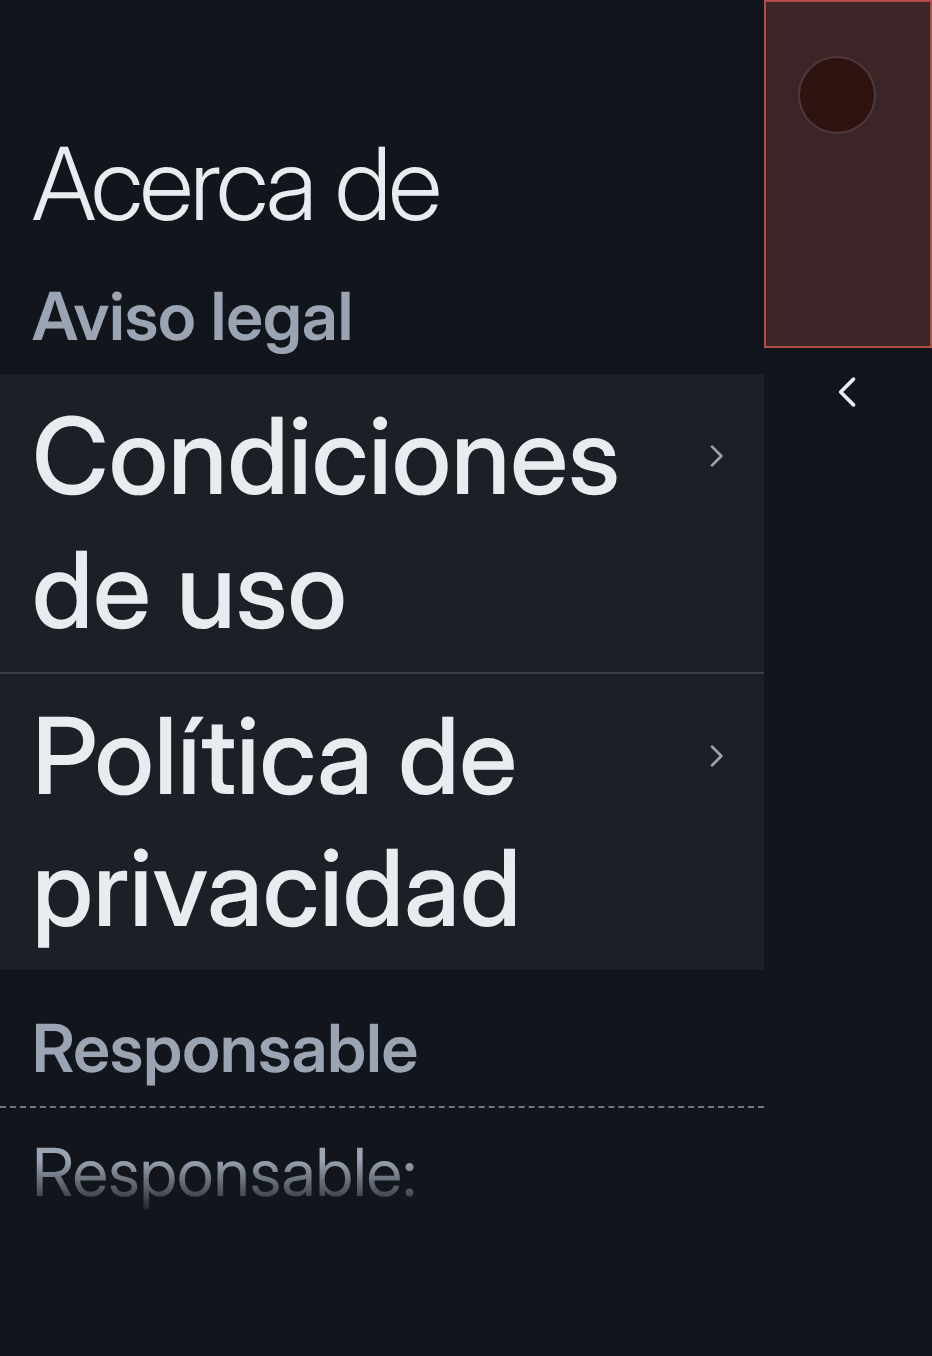 Acerca de
Aviso legal
Condiciones
de uso
Política de
privacidad
Responsable
Responsable: